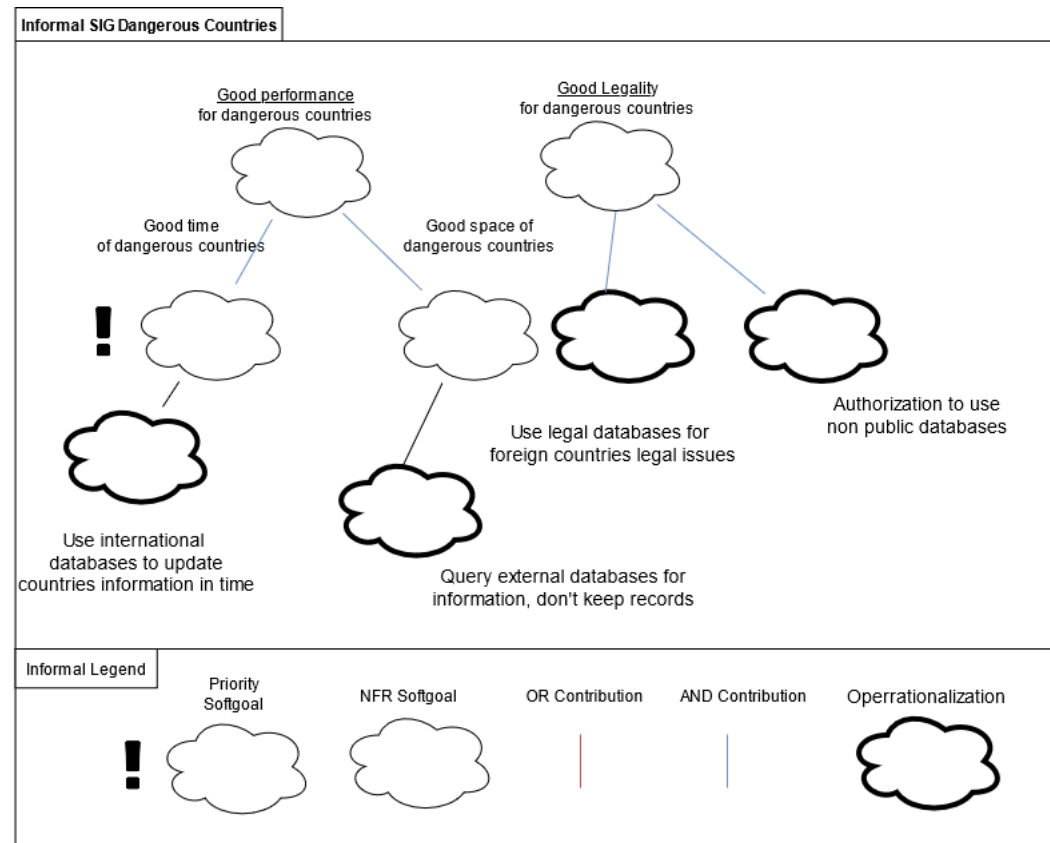 Informal SIG Dangerous Countries
Good performance
for dangerous countries
Good Legality
for dangerous countries
Good time
of dangerous countries
Good space of
dangerous countries
!
Authorization to use
non public databases
Use legal databases for
foreign countries legal issues
Use international
databases to update
countries information in time
Query external databases for
information, don't keep records
Informal Legend
Priority
Softgoal
NFR Softgoal
OR Contribution
AND Contribution
Operrationalization
!